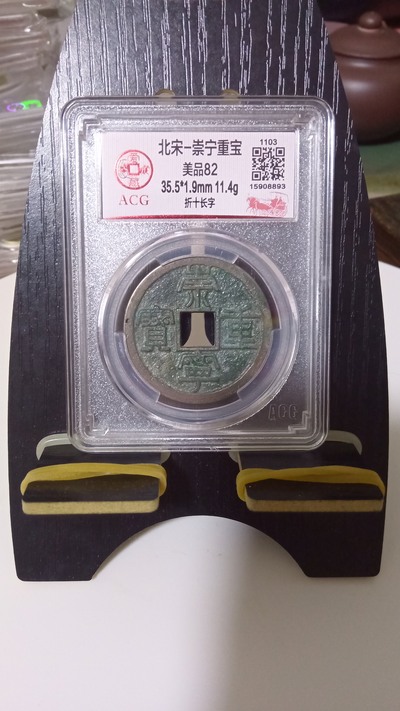 北宋-崇宁重宝
美品82
35.5*1.9mm 11.4g
折十长字
ACG
1103
15908893
崇
寶 重
寧
ACG